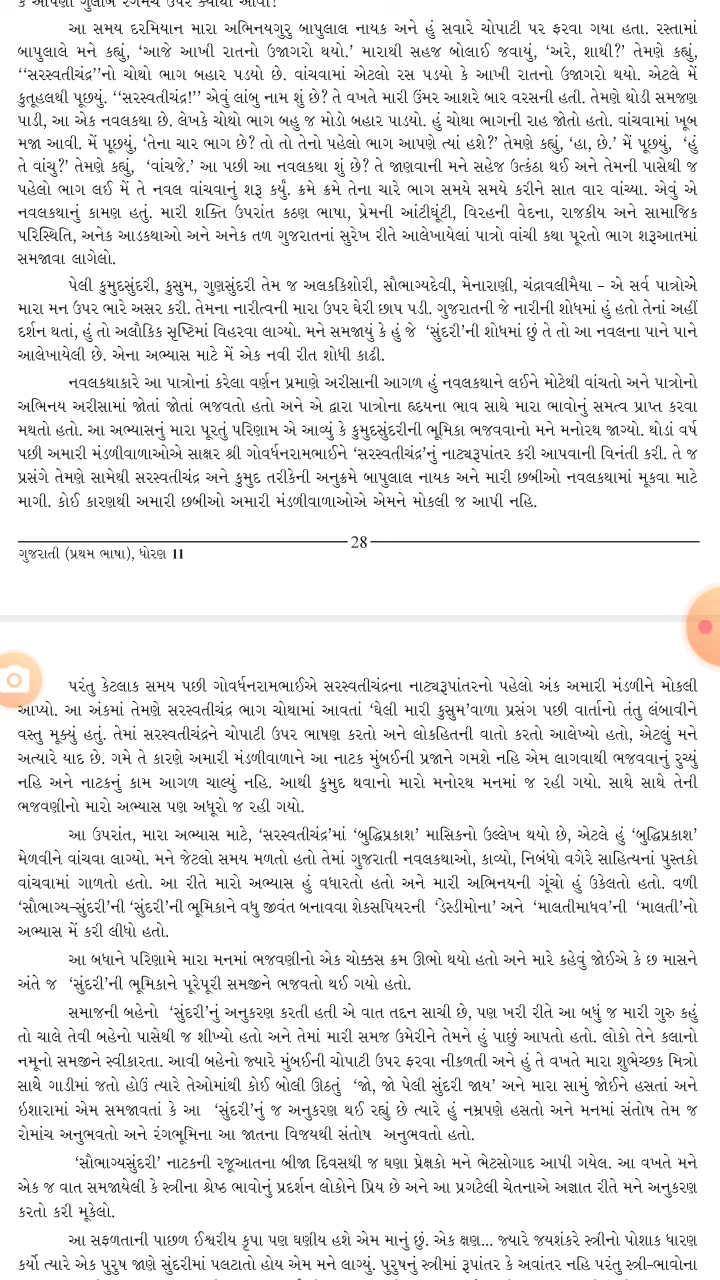 કે આપણી ગુલાબ રંગમંચ ઉપર ક્યાંથી આવી?
આ સમય દરમિયાન મારા અભિનયગુરુ બાપુલાલ નાયક અને હું સવારે ચોપાટી પર ફરવા ગયા હતા. રસ્તામાં
બાપુલાલે મને કહ્યું, ‘આજે આખી રાતનો ઉજાગરો થયો.’ મારાથી સહજ બોલાઈ જવાયું, ‘અરે, શાથી?’ તેમણે કહ્યું,
‘‘સરસ્વતીચંદ્ર’’નો ચોથો ભાગ બહાર પડયો છે. વાંચવામાં એટલો રસ પડયો કે આખી રાતનો ઉજાગરો થયો. એટલે મેં
કુતૂહલથી પૂછયું. ‘‘સરસ્વતીચંદ્ર!’’ એવું લાંબુ નામ શું છે? તે વખતે મારી ઉંમર આશરે બાર વરસની હતી. તેમણે થોડી સમજણ
પાડી, આ એક નવલકથા છે. લેખકે ચોથો ભાગ બહુ જ મોડો બહાર પાડયો. હું ચોથા ભાગની રાહ જોતો હતો. વાંચવામાં ખૂબ
મજા આવી. મેં પૂછયું, ‘તેના ચાર ભાગ છે? તો તો તેનો પહેલો ભાગ આપણે ત્યાં હશે?’ તેમણે કહ્યું, ‘હા, છે.’ મેં પૂછયું, ‘હું
તે વાંચુ?’ તેમણે કહ્યું, ‘વાંચજે.’ આ પછી આ નવલકથા શું છે? તે જાણવાની મને સહેજ ઉત્કંઠા થઈ અને તેમની પાસેથી જ
પહેલો ભાગ લઈ મેં તે નવલ વાંચવાનું શરૂ કર્યું. ક્રમે ક્રમે તેના ચારે ભાગ સમયે સમયે કરીને સાત વાર વાંચ્યા. એવું એ
નવલકથાનું કામણ હતું. મારી શક્તિ ઉપરાંત કઠણ ભાષા, પ્રેમની આંટીઘૂંટી, વિરહની વેદના, રાજકીય અને સામાજિક
પરિસ્થિતિ, અનેક આડકથાઓ અને અનેક તળ ગુજરાતનાં સુરેખ રીતે આલેખાયેલાં પાત્રો વાંચી કથા પૂરતો ભાગ શરૂઆતમાં
સમજાવા લાગેલો.
પેલી કુમુદસુંદરી, કુસુમ, ગુણસુંદરી તેમ જ અલકકિશોરી, સૌભાગ્યદેવી, મેનારાણી, ચંદ્રાવલીમૈયા – એ સર્વ પાત્રોએ
મારા મન ઉપર ભારે અસર કરી. તેમના નારીત્વની મારા ઉપર ઘેરી છાપ પડી. ગુજરાતની જે નારીની શોધમાં હું હતો તેનાં અહીં
દર્શન થતાં, હું તો અલૌકિક સૃષ્ટિમાં વિહરવા લાગ્યો. મને સમજાયું કે હું જે ‘સુંદરી’ની શોધમાં છું તે તો આ નવલના પાને પાને
આલેખાયેલી છે. એના અભ્યાસ માટે મેં એક નવી રીત શોધી કાઢી.
નવલકથાકારે આ પાત્રોનાં કરેલા વર્ણન પ્રમાણે અરીસાની આગળ હું નવલકથાને લઈને મોટેથી વાંચતો અને પાત્રોનો
અભિનય અરીસામાં જોતાં જોતાં ભજવતો હતો અને એ દ્વારા પાત્રોના હૃદયના ભાવ સાથે મારા ભાવોનું સમત્વ પ્રાપ્ત કરવા
મથતો હતો. આ અભ્યાસનું મારા પૂરતું પરિણામ એ આવ્યું કે કુમુદસુંદરીની ભૂમિકા ભજવવાનો મને મનોરથ જાગ્યો. થોડાં વર્ષ
પછી અમારી મંડળીવાળાઓએ સાક્ષર શ્રી ગોવર્ધનરામભાઈને ‘સરસ્વતીચંદ્ર’નું નાટ્યરૂપાંતર કરી આપવાની વિનંતી કરી. તે જ
પ્રસંગે તેમણે સામેથી સરસ્વતીચંદ્ર અને કુમુદ તરીકેની અનુક્રમે બાપુલાલ નાયક અને મારી છબીઓ નવલકથામાં મૂકવા માટે
માગી. કોઈ કારણથી અમારી છબીઓ અમારી મંડળીવાળાઓએ એમને મોકલી જ આપી નહિ.
28
ગુજરાતી (પ્રથમ ભાષા), ધોરણ 11
પરંતુ કેટલાક સમય પછી ગોવર્ધનરામભાઈએ સરસ્વતીચંદ્રના નાટ્યરૂપાંતરનો પહેલો અંક અમારી મંડળીને મોકલી
આપ્યો. આ અંકમાં તેમણે સરસ્વતીચંદ્ર ભાગ ચોથામાં આવતાં ‘ઘેલી મારી કુસુમ’વાળા પ્રસંગ પછી વાર્તાનો તંતુ લંબાવીને
વસ્તુ મૂક્યું હતું. તેમાં સરસ્વતીચંદ્રને ચોપાટી ઉપર ભાષણ કરતો અને લોકહિતની વાતો કરતો આલેખ્યો હતો, એટલું મને
અત્યારે યાદ છે. ગમે તે કારણે અમારી મંડળીવાળાને આ નાટક મુંબઈની પ્રજાને ગમશે નહિ એમ લાગવાથી ભજવવાનું રુચ્યું
નહિ અને નાટકનું કામ આગળ ચાલ્યું નહિ. આથી કુમુદ થવાનો મારો મનોરથ મનમાં જ રહી ગયો. સાથે સાથે તેની
ભજવણીનો મારો અભ્યાસ પણ અધૂરો જ રહી ગયો.
આ ઉપરાંત, મારા અભ્યાસ માટે, ‘સરસ્વતીચંદ્ર’માં ‘બુદ્ધિપ્રકાશ’ માસિકનો ઉલ્લેખ થયો છે, એટલે હું ‘બુદ્ધિપ્રકાશ’
મેળવીને વાંચવા લાગ્યો. મને જેટલો સમય મળતો હતો તેમાં ગુજરાતી નવલકથાઓ, કાવ્યો, નિબંધો વગેરે સાહિત્યનાં પુસ્તકો
વાંચવામાં ગાળતો હતો. આ રીતે મારો અભ્યાસ હું વધારતો હતો અને મારી અભિનયની ગૂંચો હું ઉકેલતો હતો. વળી
‘સૌભાગ્ય-સુંદરી’ની ‘સુંદરી’ની ભૂમિકાને વધુ જીવંત બનાવવા શેકસપિયરની ‘ડેસ્ડીમોના’ અને ‘માલતીમાધવ’ની ‘માલતી’નો
અભ્યાસ મેં કરી લીધો હતો.
આ બધાને પરિણામે મારા મનમાં ભજવણીનો એક ચોક્કસ ક્રમ ઊભો થયો હતો અને મારે કહેવું જોઈએ કે છ માસને
અંતે જ ‘સુંદરી’ની ભૂમિકાને પૂરેપૂરી સમજીને ભજવતો થઈ ગયો હતો.
સમાજની બહેનો ‘સુંદરી’નું અનુકરણ કરતી હતી એ વાત તદન સાચી છે, પણ ખરી રીતે આ બધું જ મારી ગુરુ કહું
તો ચાલે તેવી બહેનો પાસેથી જ શીખ્યો હતો અને તેમાં મારી સમજ ઉમેરીને તેમને હું પાછું આપતો હતો. લોકો તેને કલાનો
નમૂનો સમજીને સ્વીકારતા. આવી બહેનો જ્યારે મુંબઈની ચોપાટી ઉપર ફરવા નીકળતી અને હું તે વખતે મારા શુભેચ્છક મિત્રો
સાથે ગાડીમાં જતો હોઉં ત્યારે તેઓમાંથી કોઈ બોલી ઊઠતું ‘જો, જો પેલી સુંદરી જાય’ અને મારા સામું જોઈને હસતાં અને
ઇશારામાં એમ સમજાવતાં કે આ ‘સુંદરી’નું જ અનુકરણ થઈ રહ્યું છે ત્યારે હું નમ્રપણે હસતો અને મનમાં સંતોષ તેમ જ
રોમાંચ અનુભવતો અને રંગભૂમિના આ જાતના વિજયથી સંતોષ અનુભવતો હતો.
‘સૌભાગ્યસુંદરી’ નાટકની રજૂઆતના બીજા દિવસથી જ ઘણા પ્રેક્ષકો મને ભેટસોગાદ આપી ગયેલ. આ વખતે મને
એક જ વાત સમજાયેલી કે સ્ત્રીના શ્રેષ્ઠ ભાવોનું પ્રદર્શન લોકોને પ્રિય છે અને આ પ્રગટેલી ચેતનાએ અજ્ઞાત રીતે મને અનુકરણ
કરતો કરી મૂકેલો.
આ સફળતાની પાછળ ઈશ્વરીય કૃપા પણ ઘણીય હશે એમ માનું છું. એક ક્ષણ... જ્યારે જયશંકરે સ્ત્રીનો પોશાક ધારણ
કર્યો ત્યારે એક પુરુષ જાણે સુંદરીમાં પલટાતો હોય એમ મને લાગ્યું. પુરુષનું સ્ત્રીમાં રૂપાંતર કે અવાંતર નહિ પરંતુ સ્ત્રી-ભાવોના